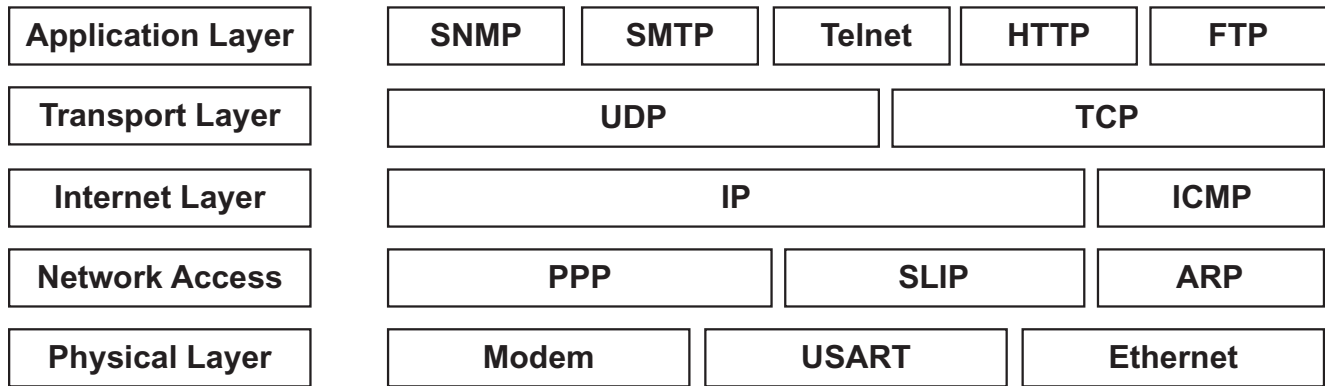 Application Layer SNMP SMTP Telnet HTTP FTP
Transport Layer UDP TCP
Internet Layer IP ICMP
Network Access PPP SLIP ARP
Physical Layer Modem USART Ethernet